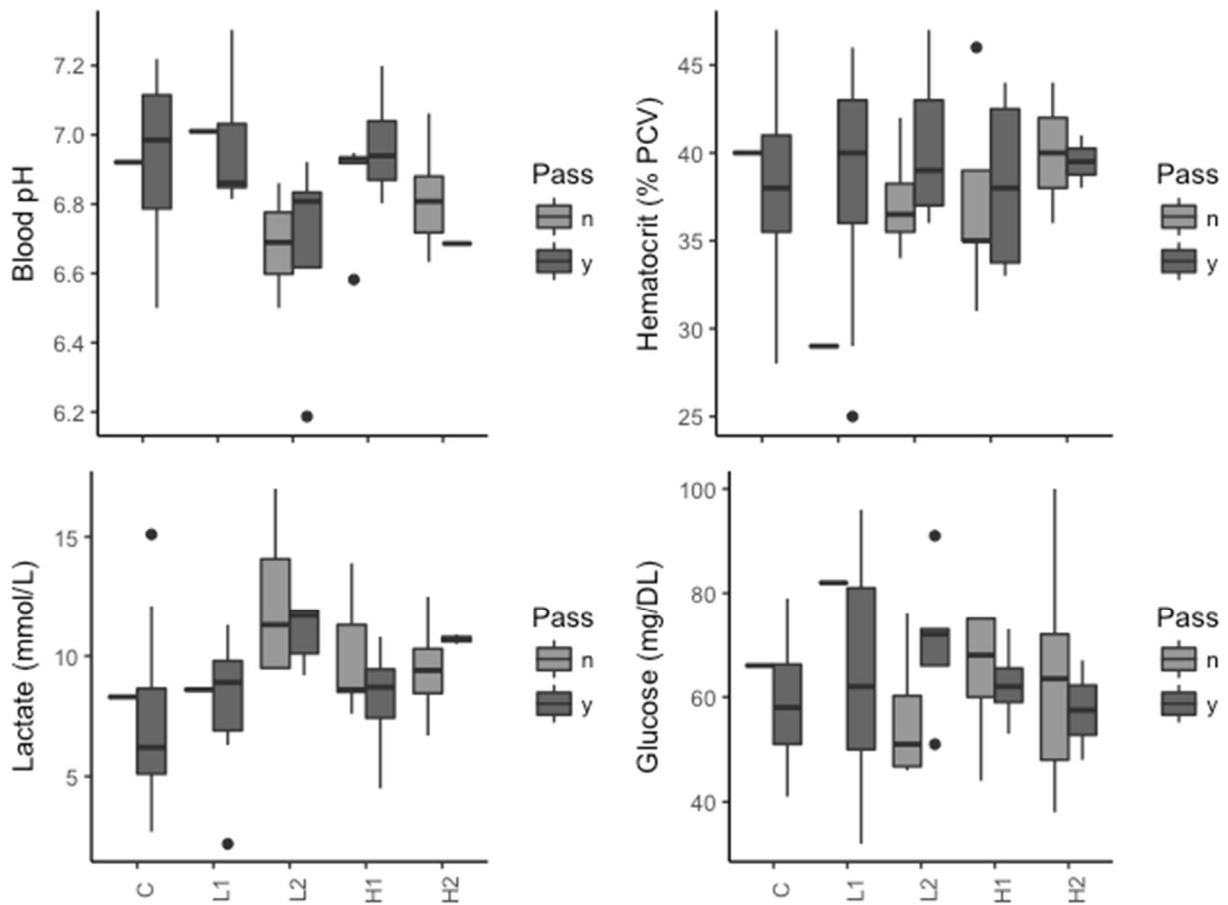 Blood pH
7.2
7.0
6.8
6.6
6.4
6.2
Pass
n
y
Hematocrit (% PCV)
45
40
35
30
25
Pass
n
y
Lactate (mmol/L)
15
10
5
C
L1
L2
H1
H2
Pass
n
y
Glucose (mg/DL)
100
80
60
40
C
L1
L2
H1
H2
Pass
n
y